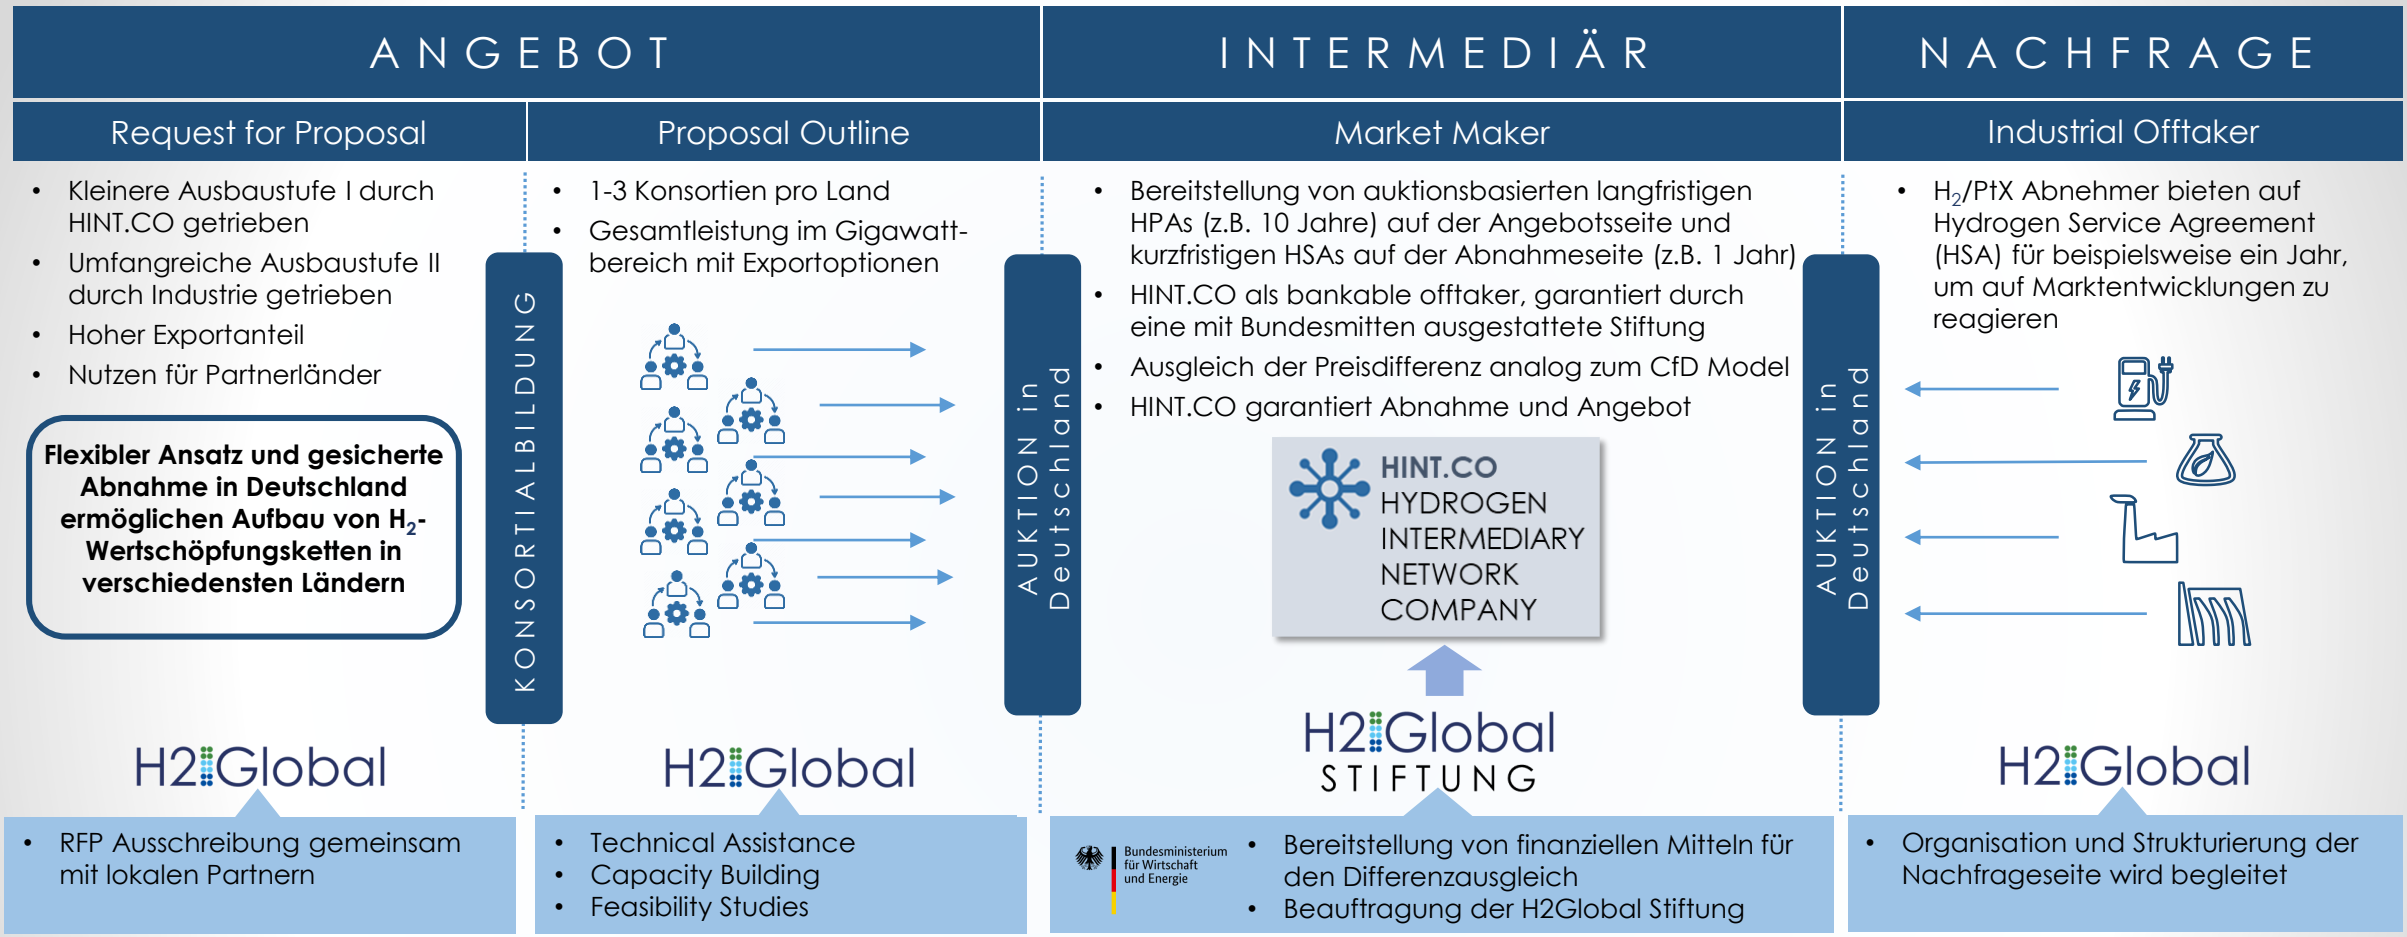 ANGEBOT
INTERMEDIÄR
NACHFRAGE
Request for Proposal
Proposal Outline
Market Maker
Industrial Offtaker
• Kleinere Ausbaustufe I durch
HINT.CO getrieben
• Umfangreiche Ausbaustufe II
durch Industrie getrieben
• Hoher Exportanteil
• Nutzen für Partnerländer
Flexibler Ansatz und gesicherte
Abnahme in Deutschland
ermöglichen Aufbau von H₂-
Wertschöpfungsketten in
verschiedensten Ländern
H2Global
• RFP Ausschreibung gemeinsam
mit lokalen Partnern
KONSORTIALBILDUNG
• 1-3 Konsortien pro Land
• Gesamtleistung im Gigawatt-
bereich mit Exportoptionen
H2Global
• Technical Assistance
• Capacity Building
• Feasibility Studies
AUKTION in
Deutschland
• Bereitstellung von auktionsbasierten langfristigen
HPAs (z.B. 10 Jahre) auf der Angebotsseite und
kurzfristigen HSAs auf der Abnahmeseite (z.B. 1 Jahr)
• HINT.CO als bankable offtaker, garantiert durch
eine mit Bundesmitten ausgestattete Stiftung
• Ausgleich der Preisdifferenz analog zum CfD Model
• HINT.CO garantiert Abnahme und Angebot
HINT.CO
HYDROGEN
INTERMEDIARY
NETWORK
COMPANY
H2Global
STIFTUNG
Bundesministerium
für Wirtschaft
und Energie
• Bereitstellung von finanziellen Mitteln für
den Differenzausgleich
• Beauftragung der H2Global Stiftung
AUKTION in
Deutschland
• H₂/PtX Abnehmer bieten auf
Hydrogen Service Agreement
(HSA) für beispielsweise ein Jahr,
um auf Marktentwicklungen zu
reagieren
H2Global
• Organisation und Strukturierung der
Nachfrageseite wird begleitet